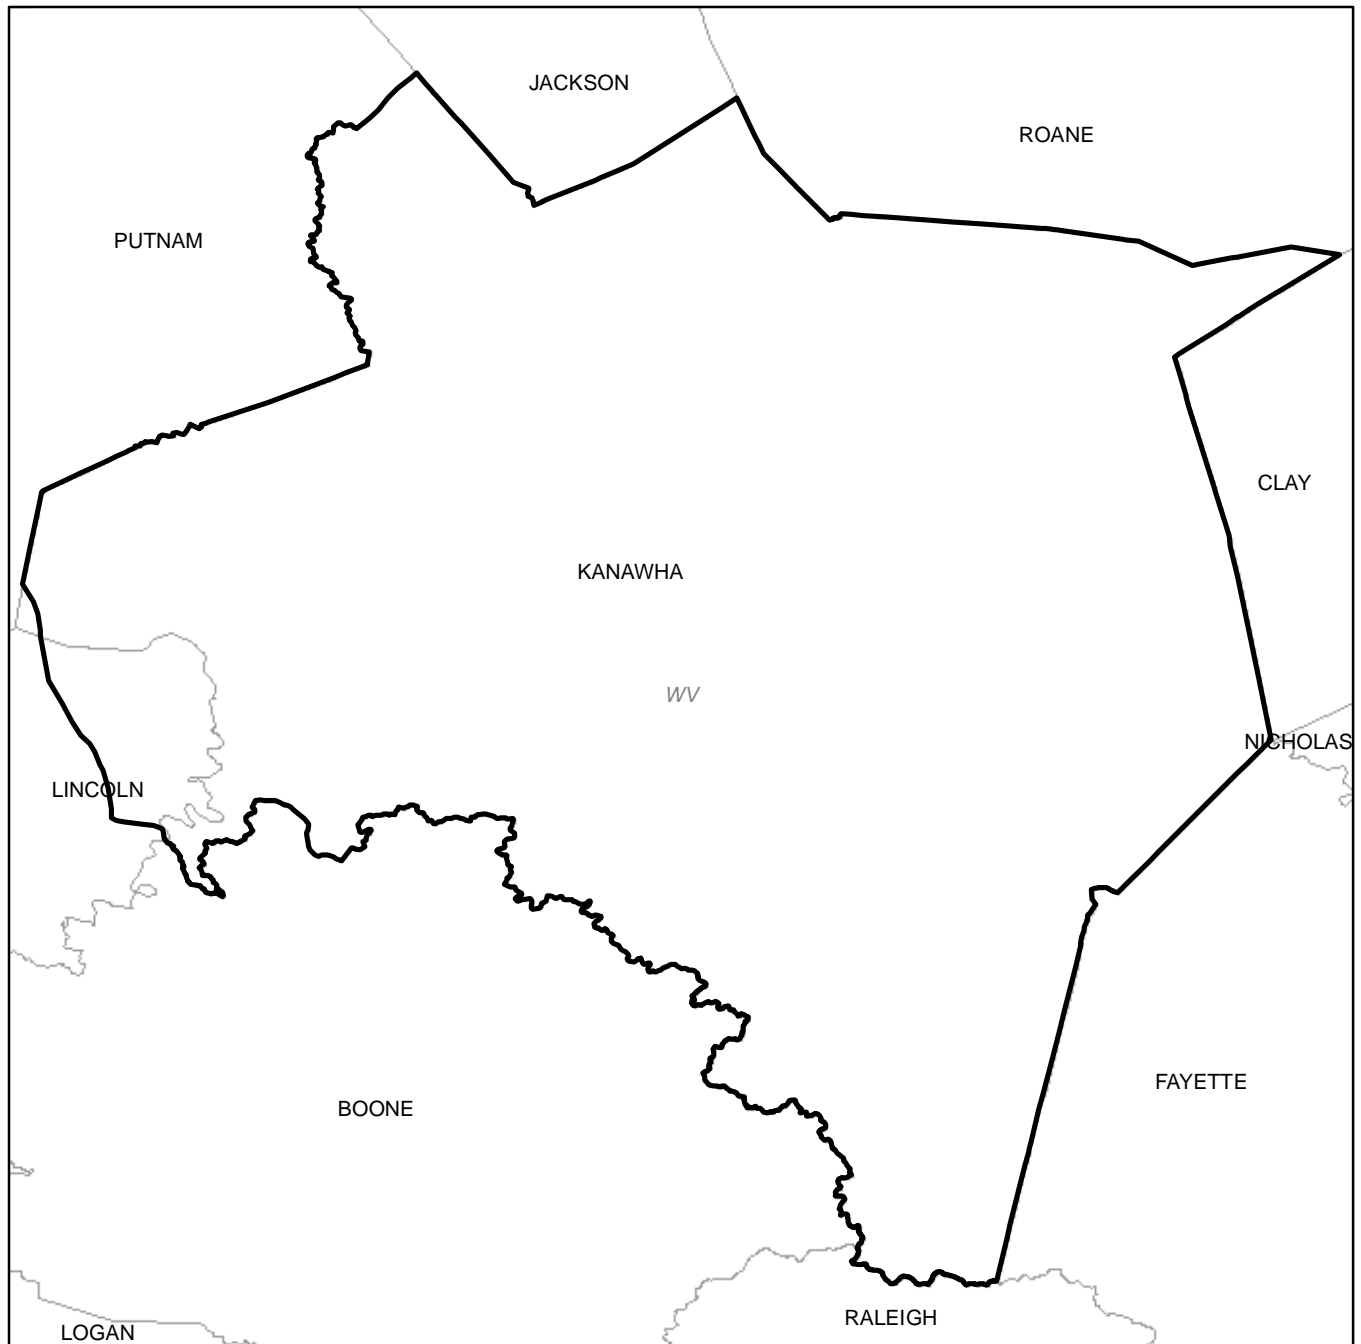 JACKSON
ROANE
PUTNAM
CLAY
KANAWHA
WV
NICHOLAS
LINCOLN
FAYETTE
BOONE
RALEIGH
LOGAN